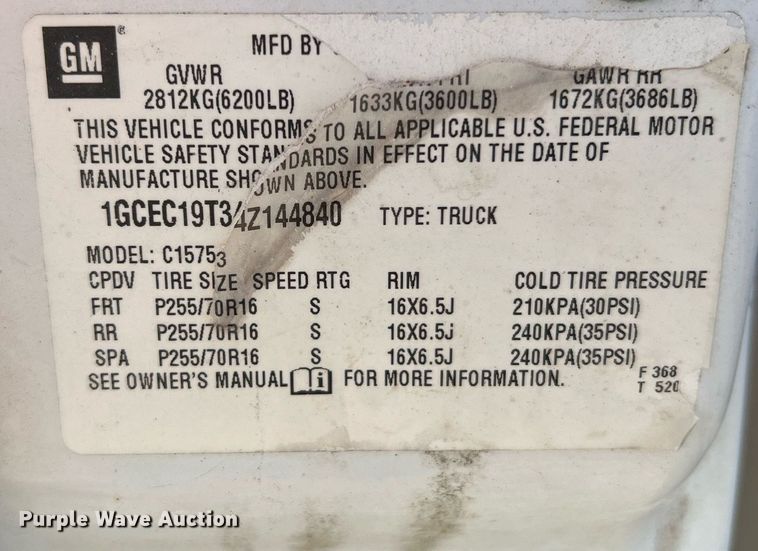 GM
MFD BY
GVWR GAWR RR
2812KG(6200LB) 1633KG(3600LB) 1672KG(3686LB)
THIS VEHICLE CONFORMS TO ALL APPLICABLE U.S. FEDERAL MOTOR
VEHICLE SAFETY STANDARDS IN EFFECT ON THE DATE OF
MANUFACTURE SHOWN ABOVE.
1GCEC19T34Z144840 TYPE: TRUCK
MODEL: C15753
CPDV TIRE SIZE SPEED RTG RIM COLD TIRE PRESSURE
FRT P255/70R16 S 16X6.5J 210KPA(30PSI)
RR P255/70R16 S 16X6.5J 240KPA(35PSI)
SPA P255/70R16 S 16X6.5J 240KPA(35PSI)
SEE OWNER'S MANUAL FOR MORE INFORMATION.
F 368
T 520
Purple Wave Auction